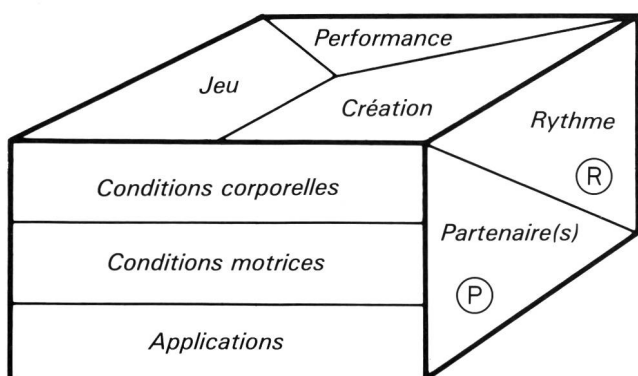 Performance
Jeu
Création
Rythme
R
Conditions corporelles
Partenaire(s)
Conditions motrices
P
Applications